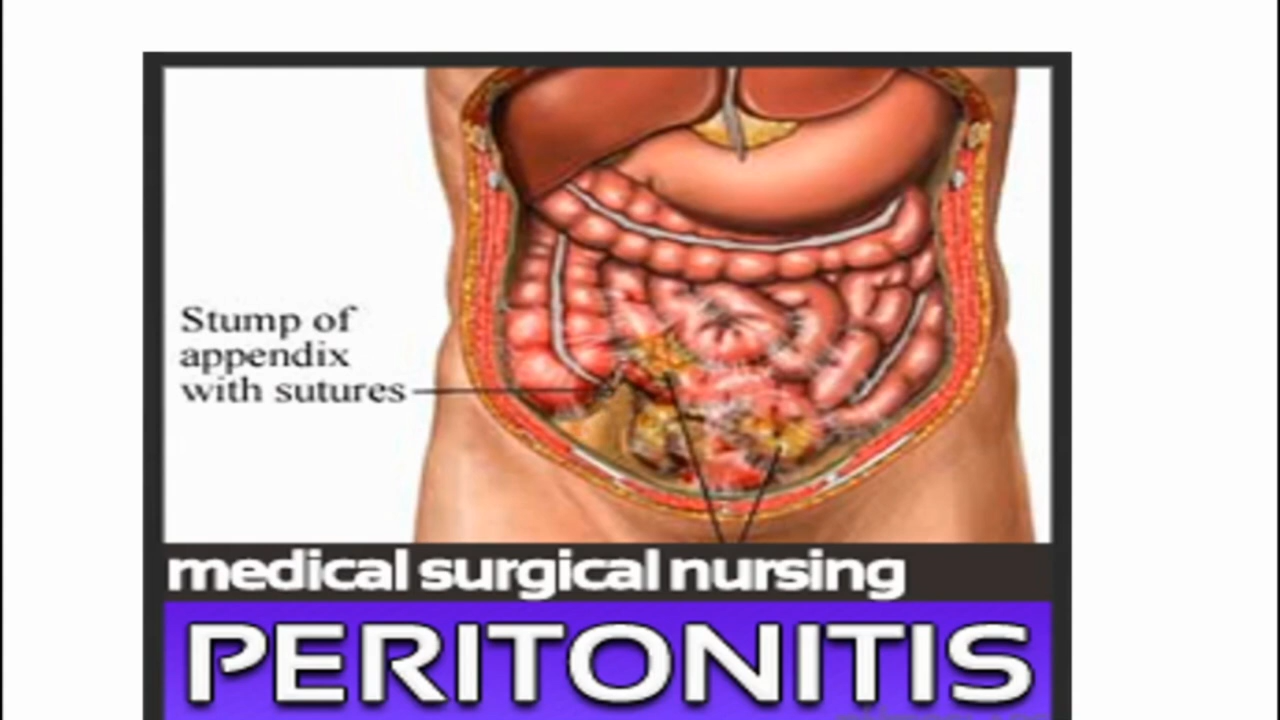 Stump of
appendix
with sutures
medical surgical nursing
PERITONITIS